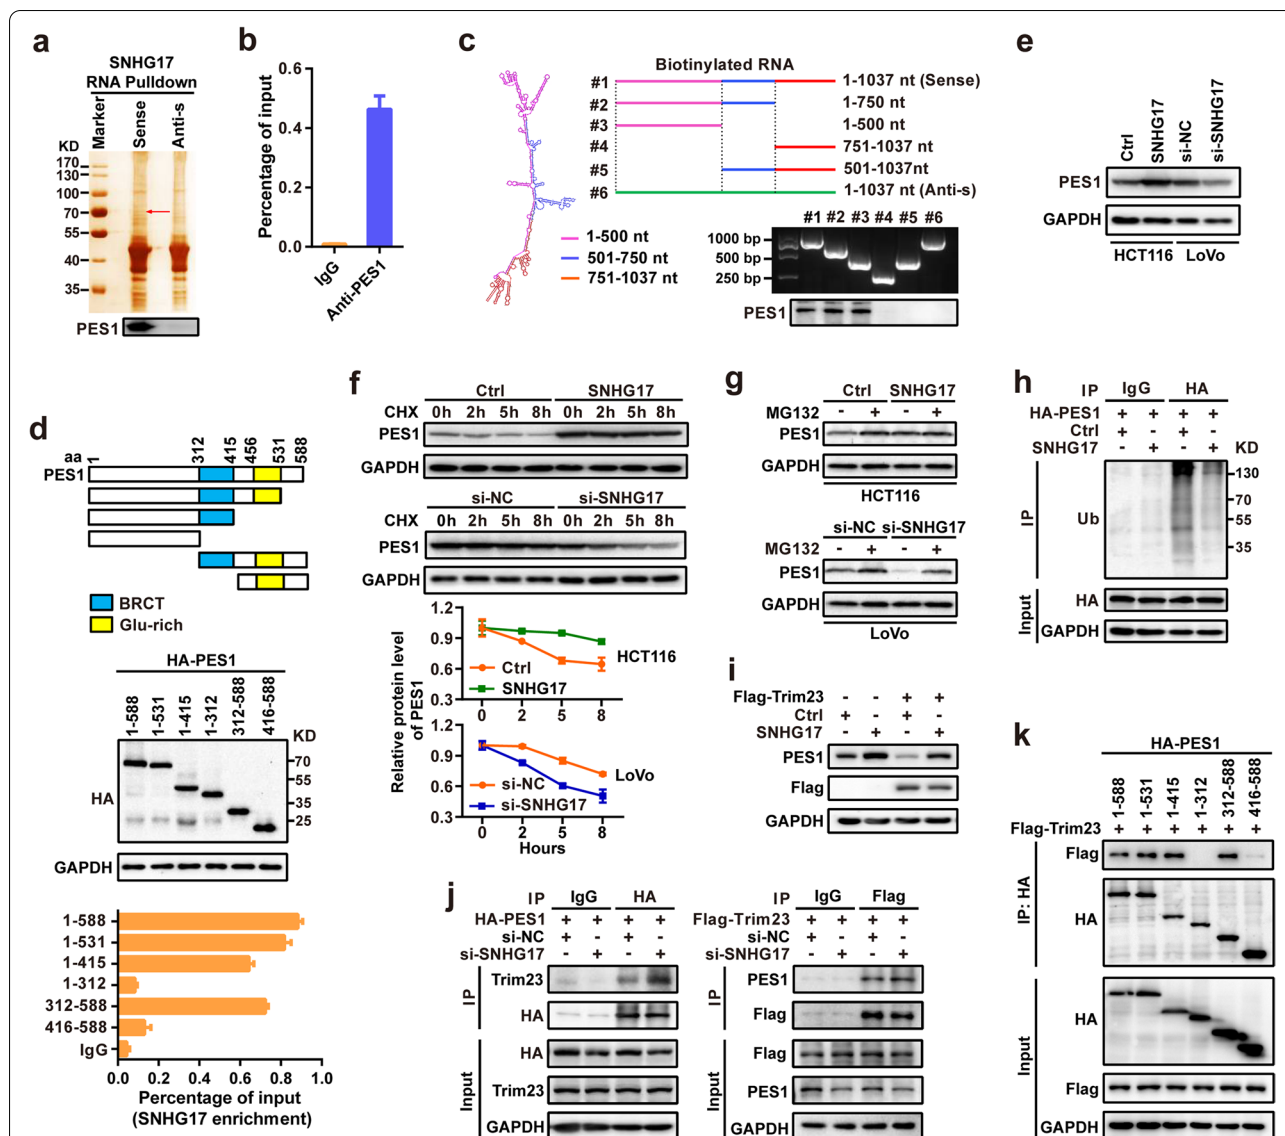 a
SNHG17
RNA Pulldown
Marker
Sense
Anti-s
KD
170
130
100
70
55
40
35
PES1
b
Percentage of input
0.6
0.4
0.2
0.0
IgG
Anti-PES1
c
Biotinylated RNA
#1 1-1037 nt (Sense)
#2 1-750 nt
#3 1-500 nt
#4 751-1037 nt
#5 501-1037nt
#6 1-1037 nt (Anti-s)
1-500 nt
501-750 nt
751-1037 nt
#1 #2 #3 #4 #5 #6
1000 bp
500 bp
250 bp
PES1
e
Ctrl
SNHG17
si-NC
si-SNHG17
PES1
GAPDH
HCT116 LoVo
d
aa 1 312 415 456 531 588
PES1
BRCT
Glu-rich
HA-PES1
1-588
1-531
1-415
1-312
312-588
416-588
KD
70
55
35
25
HA
GAPDH
1-588
1-531
1-415
1-312
312-588
416-588
IgG
0.0 0.2 0.4 0.6 0.8 1.0
Percentage of input
(SNHG17 enrichment)
f
Ctrl SNHG17
CHX 0h 2h 5h 8h 0h 2h 5h 8h
PES1
GAPDH
si-NC si-SNHG17
CHX 0h 2h 5h 8h 0h 2h 5h 8h
PES1
GAPDH
Relative protein level
of PES1
1.2
0.9
0.6
0.3
HCT116
Ctrl
SNHG17
0 2 5 8
1.2
0.9
0.6
0.3
LoVo
si-NC
si-SNHG17
0 2 5 8
Hours
g
Ctrl SNHG17
MG132 - + - +
PES1
GAPDH
HCT116
si-NC si-SNHG17
MG132 - + - +
PES1
GAPDH
LoVo
h
IP IgG HA
HA-PES1 + + + +
Ctrl + - + -
SNHG17 - + - + KD
130
70
55
35
IP
Ub
Input
HA
GAPDH
i
Flag-Trim23 - - + +
Ctrl + - + -
SNHG17 - + - +
PES1
Flag
GAPDH
j
IP IgG HA
HA-PES1 + + + +
si-NC + - + -
si-SNHG17 - + - +
IP
Trim23
HA
Input
HA
Trim23
GAPDH
IP IgG Flag
Flag-Trim23 + + + +
si-NC + - + -
si-SNHG17 - + - +
IP
PES1
Flag
Input
Flag
PES1
GAPDH
k
HA-PES1
1-588
1-531
1-415
1-312
312-588
416-588
Flag-Trim23 + + + + + +
IP: HA
Flag
HA
Input
HA
Flag
GAPDH